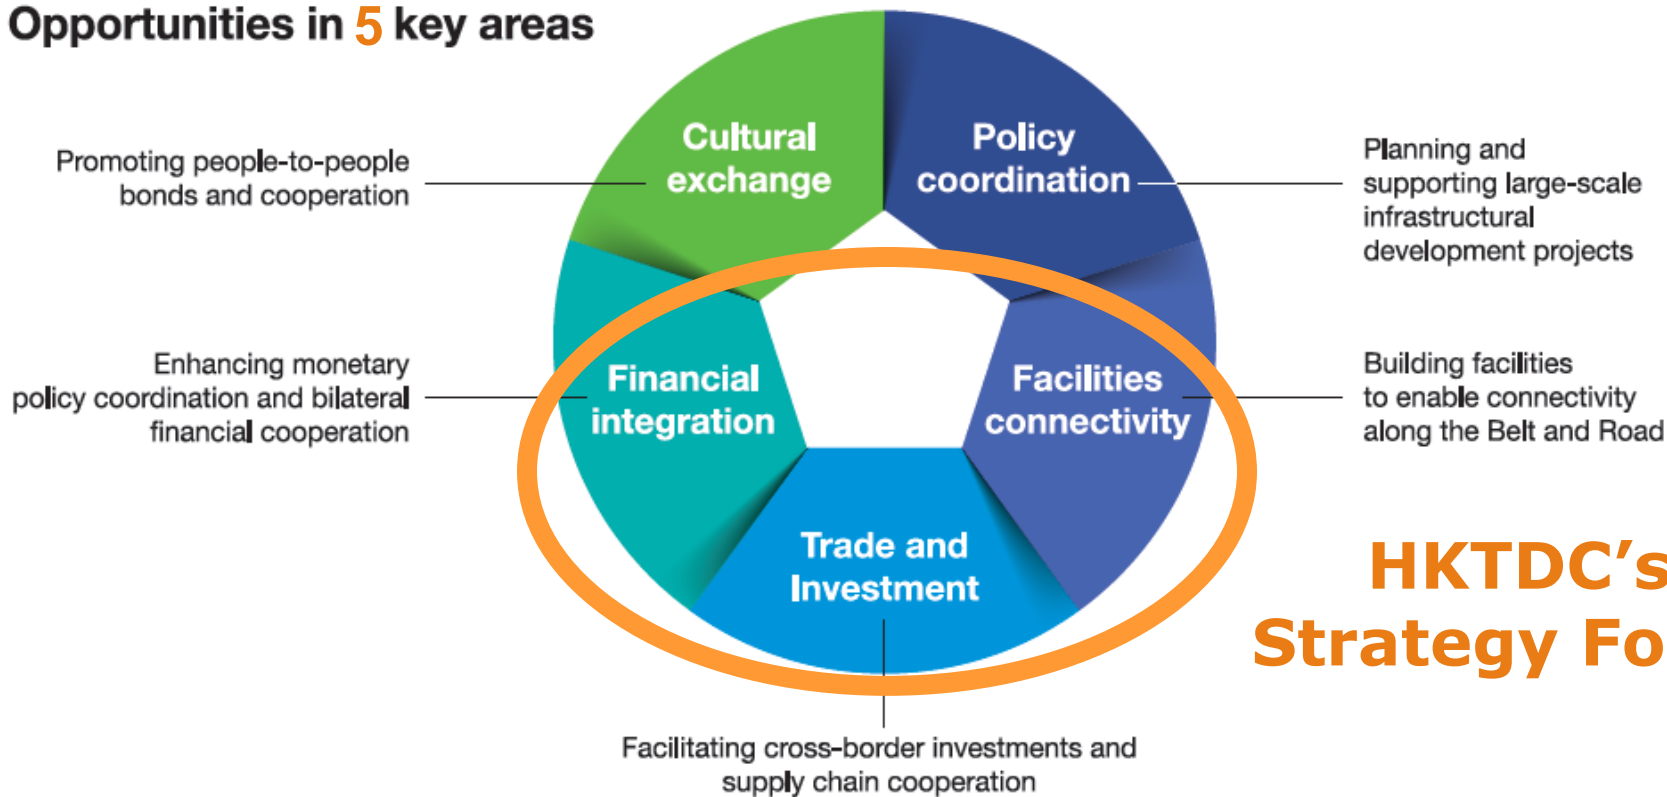 Opportunities in 5 key areas
Cultural
exchange
Policy
coordination
Promoting people-to-people
bonds and cooperation
Planning and
supporting large-scale
infrastructural
development projects
Financial
integration
Facilities
connectivity
Enhancing monetary
policy coordination and bilateral
financial cooperation
Building facilities
to enable connectivity
along the Belt and Road
Trade and
Investment
HKTDC’s
Strategy Fo
Facilitating cross-border investments and
supply chain cooperation